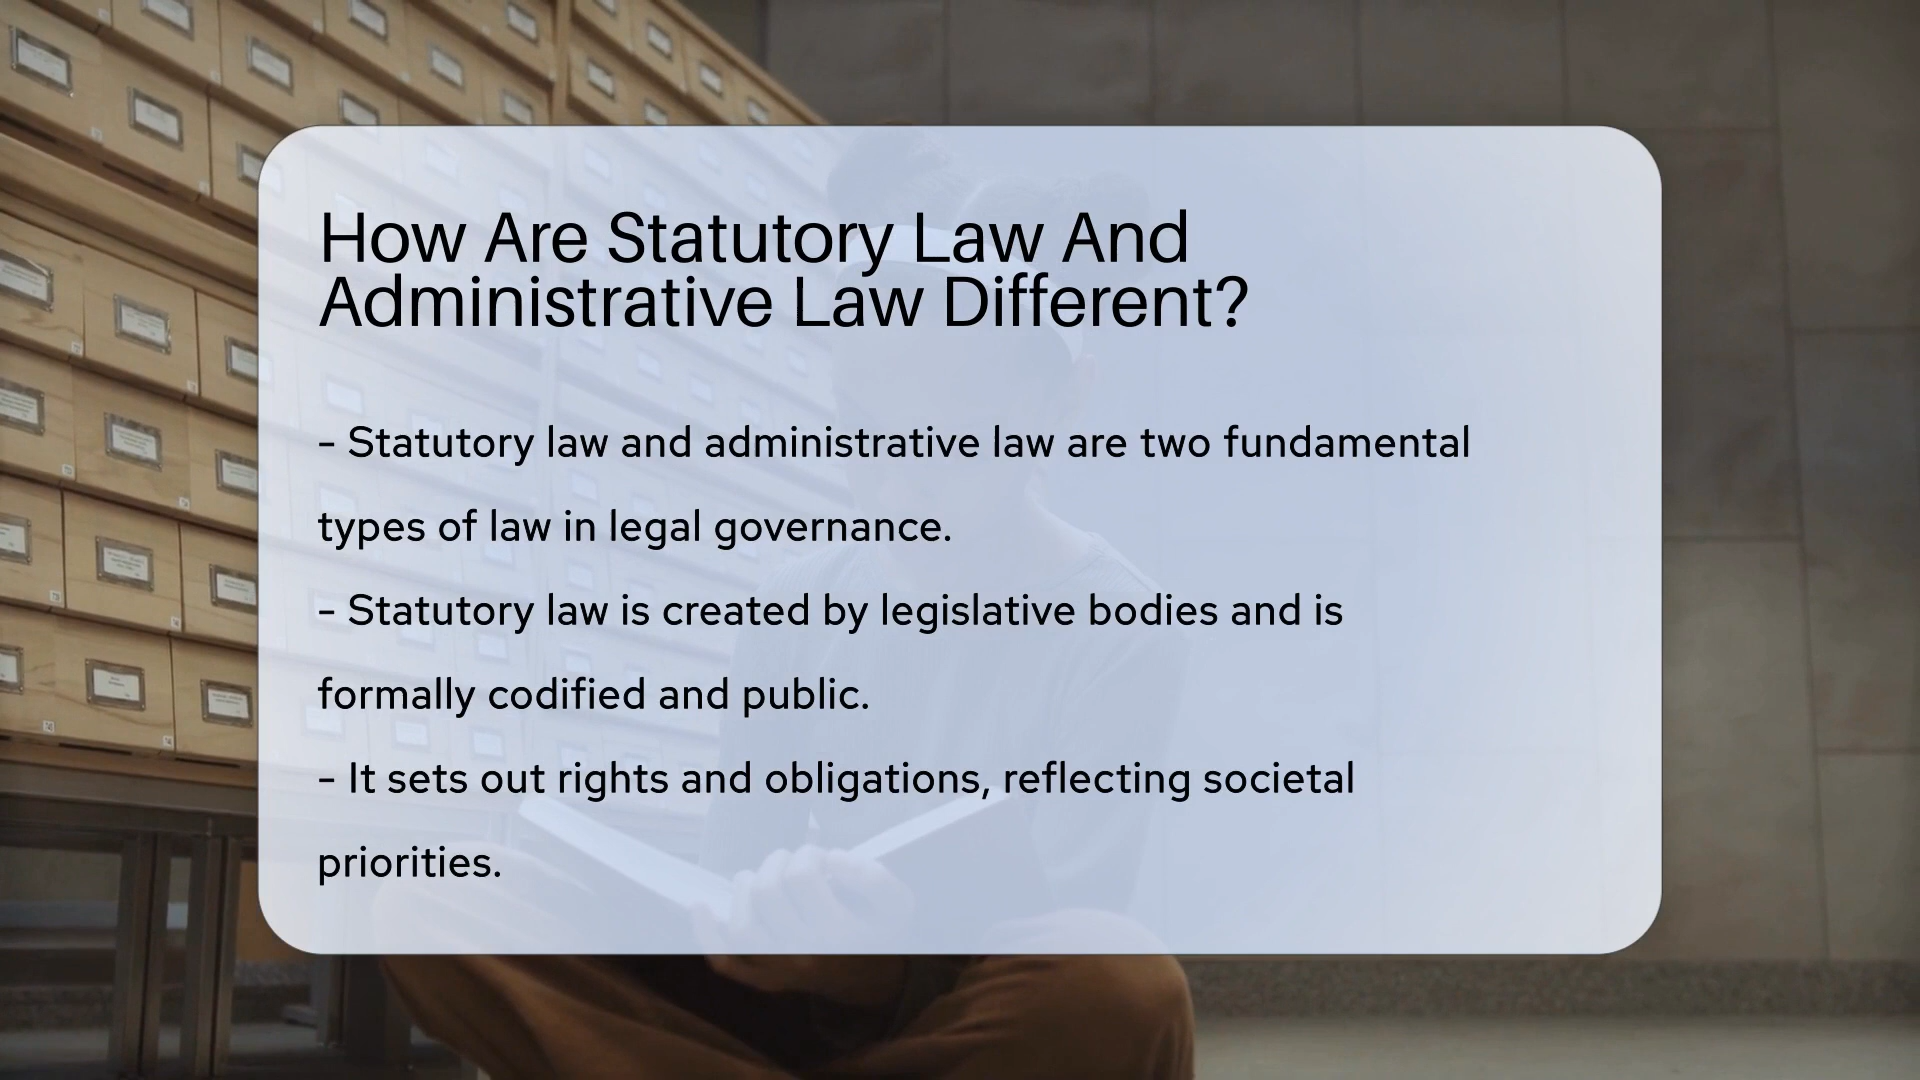 How Are Statutory Law And
Administrative Law Different?
- Statutory law and administrative law are two fundamental
types of law in legal governance.
- Statutory law is created by legislative bodies and is
formally codified and public.
- It sets out rights and obligations, reflecting societal
priorities.